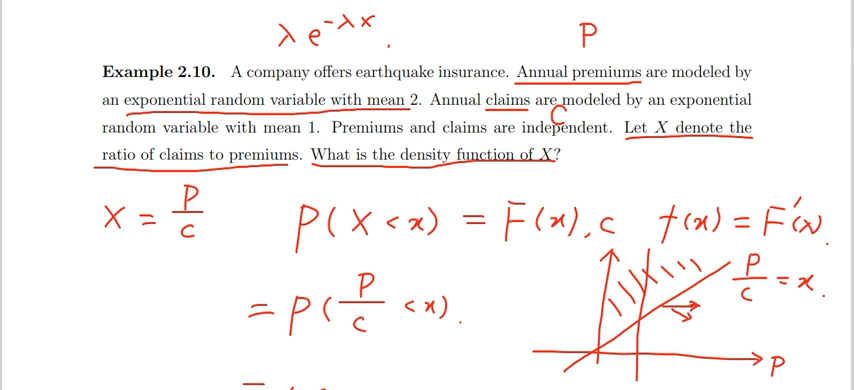 λe^{-λx}. P
Example 2.10. A company offers earthquake insurance. Annual premiums are modeled by
an exponential random variable with mean 2. Annual claims are modeled by an exponential
C
random variable with mean 1. Premiums and claims are independent. Let X denote the
ratio of claims to premiums. What is the density function of X?
X = P/C P(X < x) = F(x), c f(x) = F'(x).
= P(P/C < x). P/C = x.
P